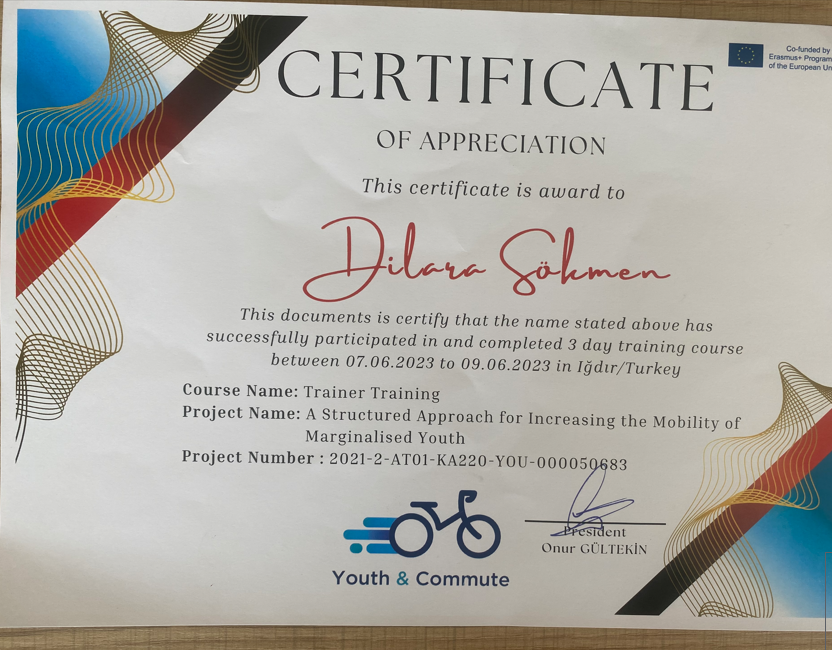 CERTIFICATE
Co-funded by
Erasmus+ Program
of the European Un
OF APPRECIATION
This certificate is award to
Dilara Sökmen
This documents is certify that the name stated above has
successfully participated in and completed 3 day training course
between 07.06.2023 to 09.06.2023 in Iğdır/Turkey
Course Name: Trainer Training
Project Name: A Structured Approach for Increasing the Mobility of
Marginalised Youth
Project Number : 2021-2-AT01-KA220-YOU-000050683
President
Onur GÜLTEKİN
Youth & Commute